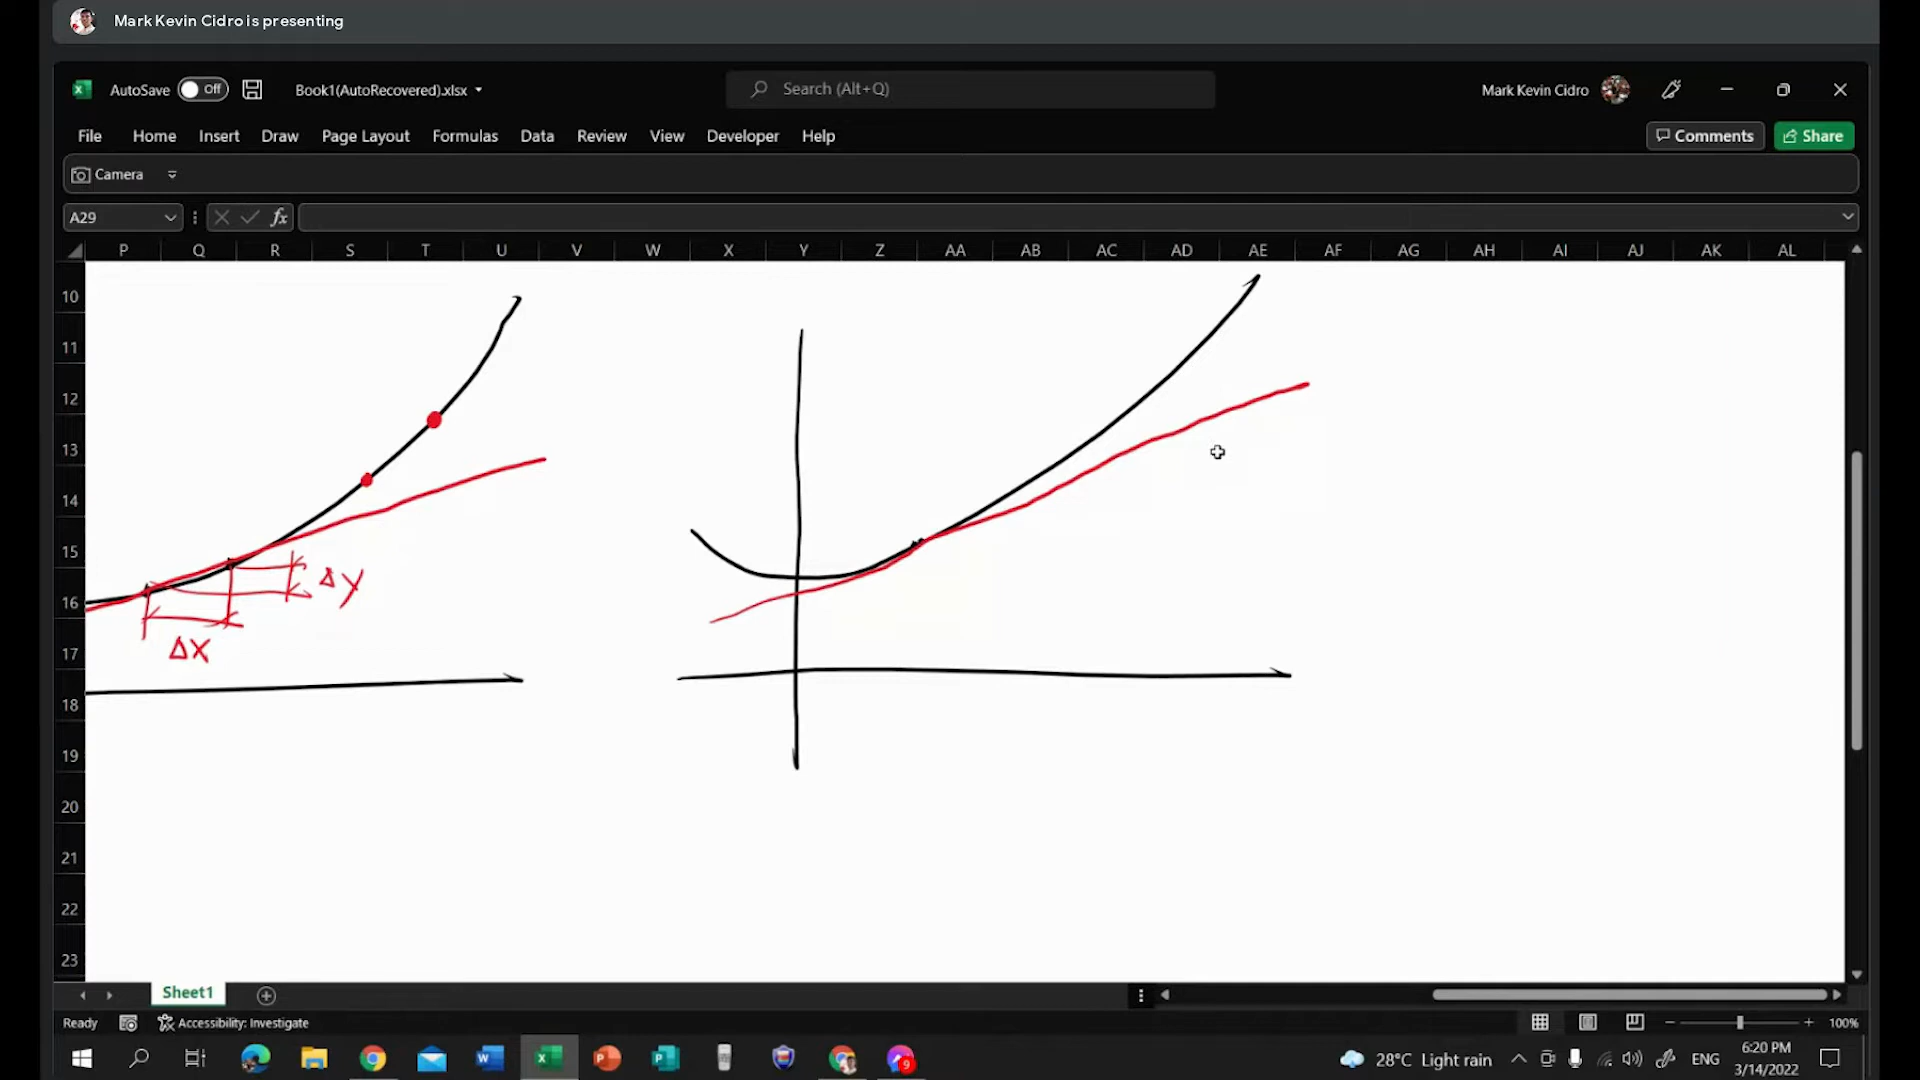 Mark Kevin Cidro is presenting
AutoSave Off Book1(AutoRecovered).xlsx Search (Alt+Q) Mark Kevin Cidro
File Home Insert Draw Page Layout Formulas Data Review View Developer Help Comments Share
Camera
A29 fx
P Q R S T U V W X Y Z AA AB AC AD AE AF AG AH AI AJ AK AL
10
11
12
13
14
15
Δy
16
17
Δx
18
19
20
21
22
23
Sheet1
Ready Accessibility: Investigate 100%
28°C Light rain ENG 6:20 PM
3/14/2022
9